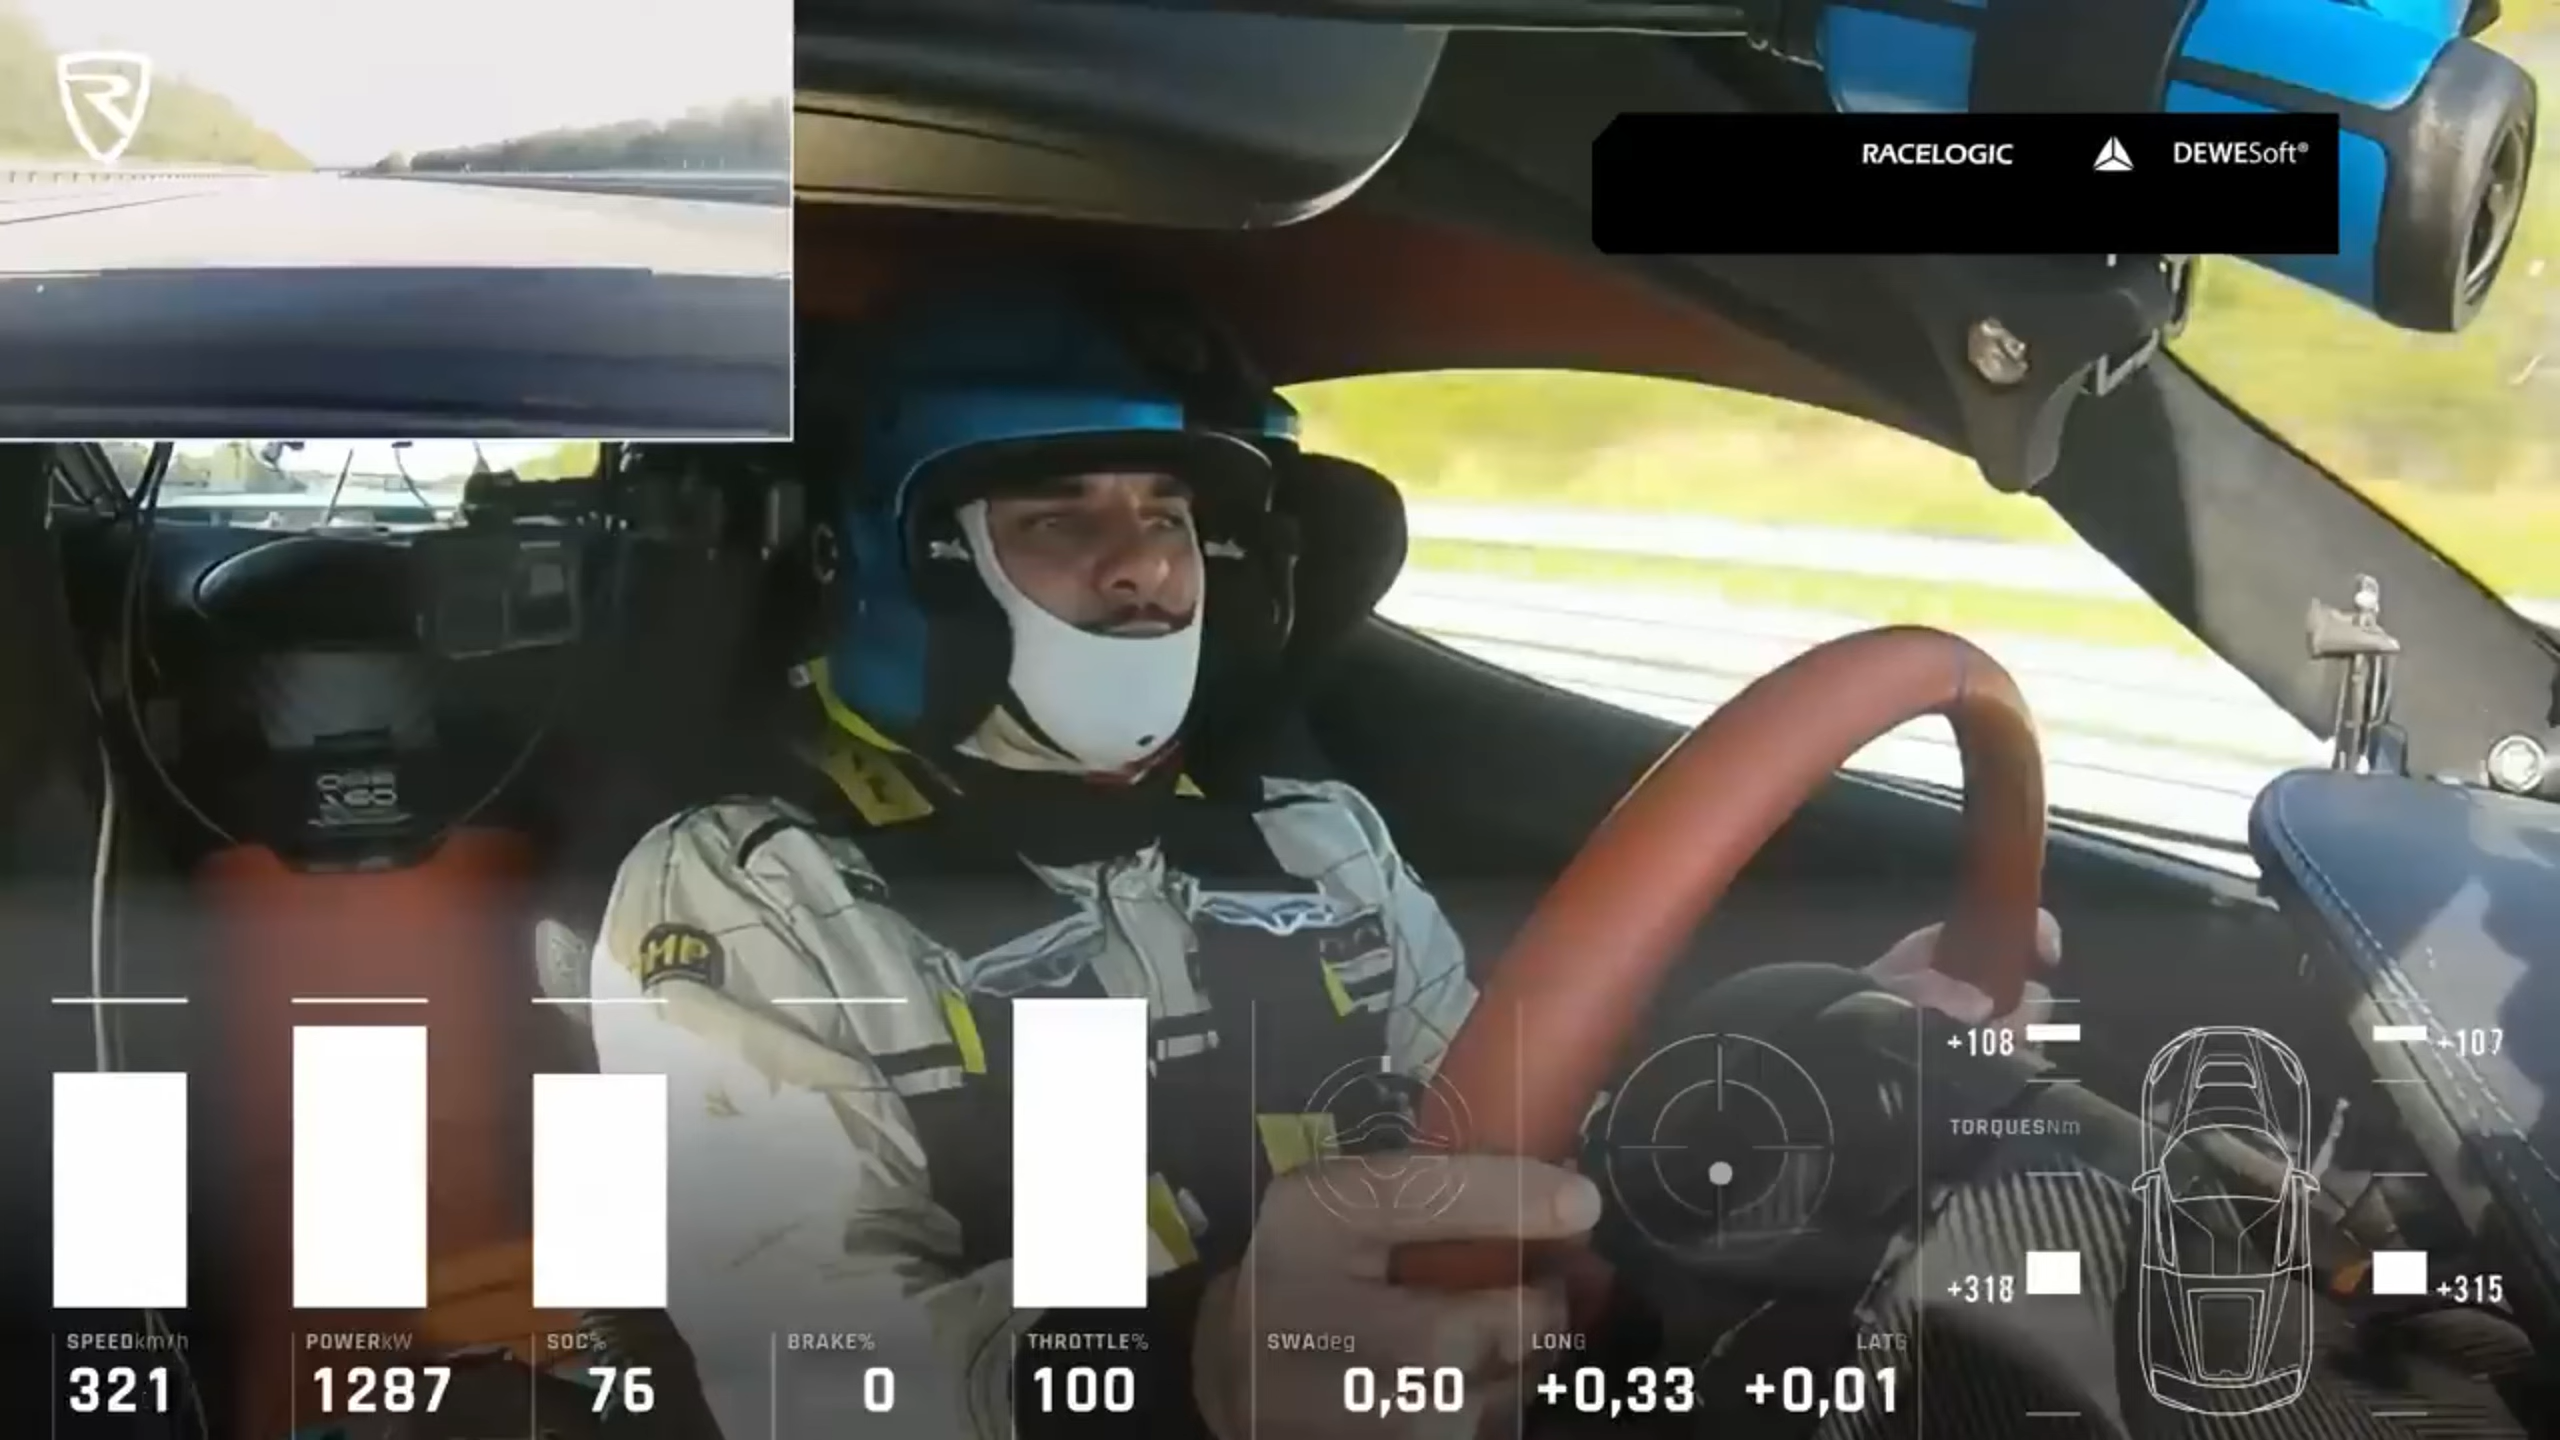 RACELOGIC DEWESoft®
OMP
+108 +107
TORQUESNm
+318 +315
SPEEDkm/h POWERkW SOC% BRAKE% THROTTLE% SWAdeg LONG LATG
321 1287 76 0 100 0,50 +0,33 +0,01